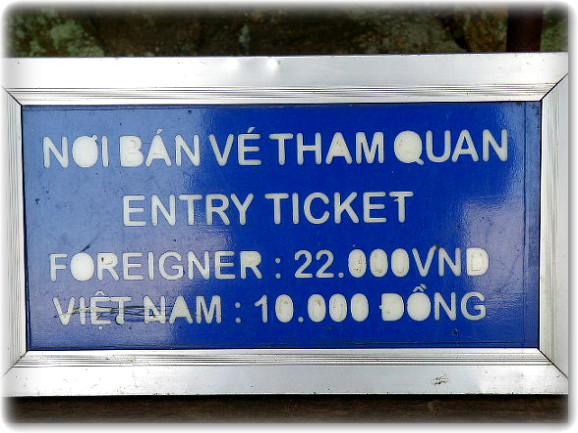 NƠI BÁN VÉ THAM QUAN
ENTRY TICKET
FOREIGNER : 22.000VND
VIỆT NAM : 10.000 ĐỒNG